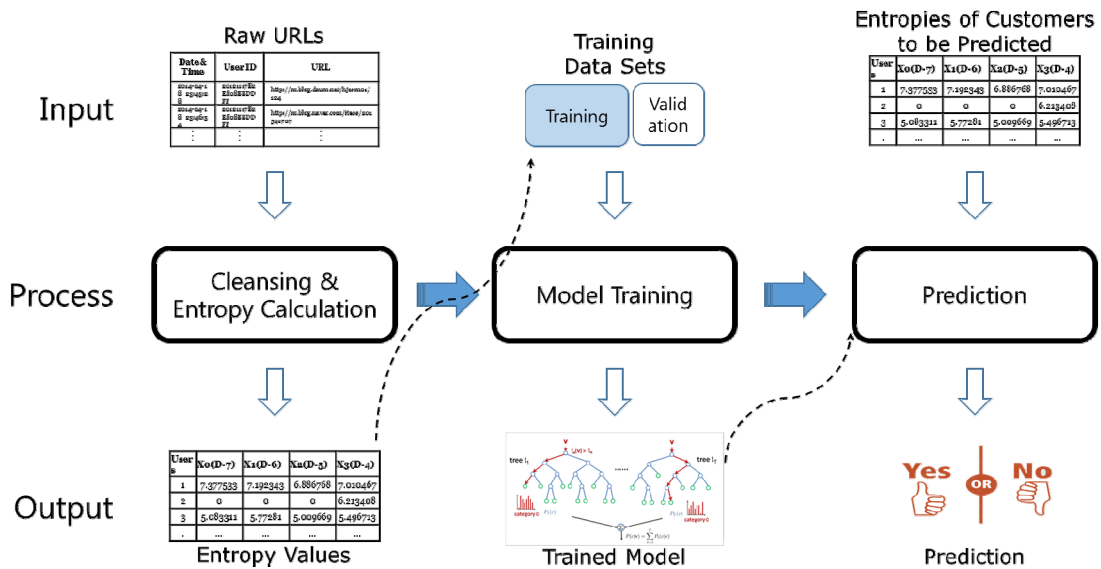 Raw URLs
Training
Data Sets
Entropies of Customers
to be Predicted
Input
Date&
Time
User ID
URL
Training
Valid
ation
User
s
X0(D-7)
X1(D-6)
X2(D-5)
X3(D-4)
1
7.377533
7.192343
6.886768
7.010467
2
0
0
0
6.213408
3
5.083311
5.77281
5.009669
5.496713
.
...
...
...
...
Process
Cleansing &
Entropy Calculation
Model Training
Prediction
Output
User
s
X0(D-7)
X1(D-6)
X2(D-5)
X3(D-4)
1
7.377533
7.192343
6.886768
7.010467
2
0
0
0
6.213408
3
5.083311
5.77281
5.009669
5.496713
.
...
...
...
...
Entropy Values
v
v
tree t₁
tree
......
category c
category c
Trained Model
Yes
OR
No
Prediction